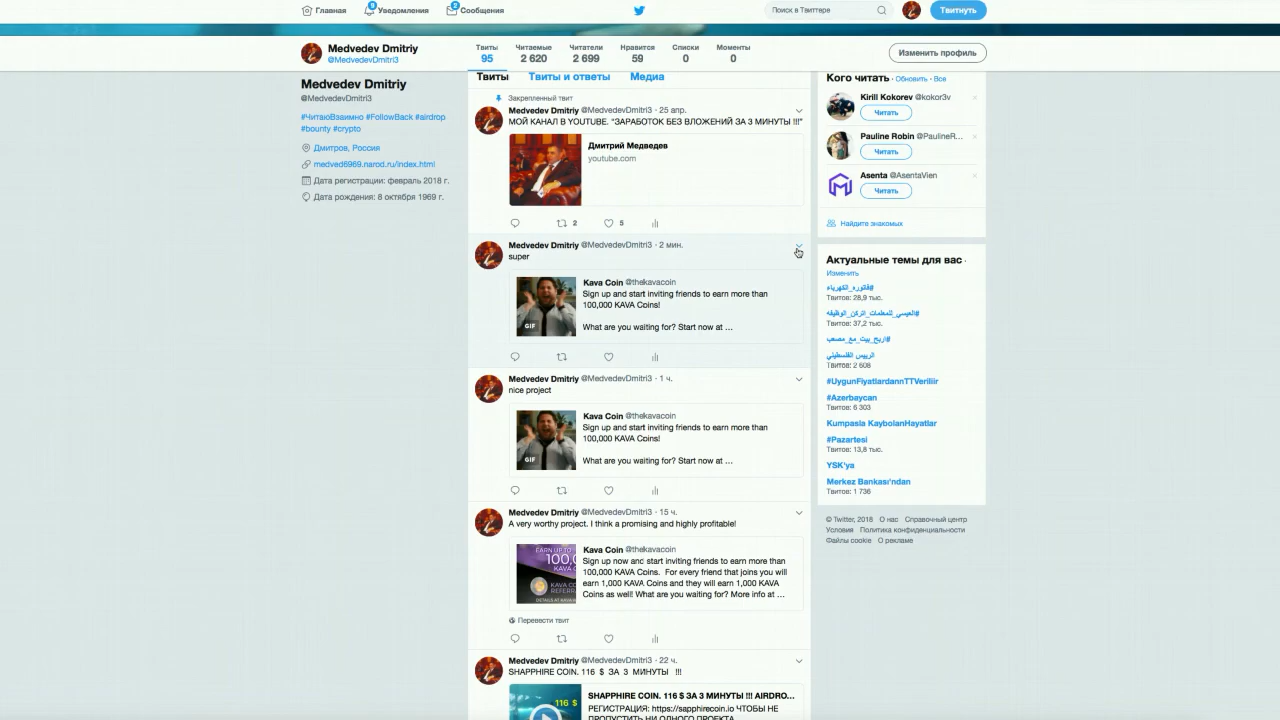 Главная
9
Уведомления
2
Сообщения
Поиск в Твиттере
Твитнуть
Medvedev Dmitriy
@MedvedevDmitri3
Твиты
95
Читаемые
2 620
Читатели
2 699
Нравится
59
Списки
0
Моменты
0
Изменить профиль
Medvedev Dmitriy
@MedvedevDmitri3
#ЧитаюВзаимно #FollowBack #airdrop
#bounty #crypto
Дмитров, Россия
medved6969.narod.ru/index.html
Дата регистрации: февраль 2018 г.
Дата рождения: 8 октября 1969 г.
Твиты Твиты и ответы Медиа
Закрепленный твит
Medvedev Dmitriy @MedvedevDmitri3 · 25 апр.
МОЙ КАНАЛ В YOUTUBE. "ЗАРАБОТОК БЕЗ ВЛОЖЕНИЙ ЗА 3 МИНУТЫ !!!"
Дмитрий Медведев
youtube.com
2 5
Medvedev Dmitriy @MedvedevDmitri3 · 2 мин.
super
GIF
Kava Coin @thekavacoin
Sign up and start inviting friends to earn more than
100,000 KAVA Coins!
What are you waiting for? Start now at ...
Medvedev Dmitriy @MedvedevDmitri3 · 1 ч.
nice project
GIF
Kava Coin @thekavacoin
Sign up and start inviting friends to earn more than
100,000 KAVA Coins!
What are you waiting for? Start now at ...
Medvedev Dmitriy @MedvedevDmitri3 · 15 ч.
A very worthy project. I think a promising and highly profitable!
EARN UP TO
Kava Coin @thekavacoin
Sign up now and start inviting friends to earn more than
100,000 KAVA Coins. For every friend that joins you will
earn 1,000 KAVA Coins and they will earn 1,000 KAVA
Coins as well! What are you waiting for? More info at ...
Перевести твит
Medvedev Dmitriy @MedvedevDmitri3 · 22 ч.
SHAPPHIRE COIN. 116 $ ЗА 3 МИНУТЫ !!!
116 $
SHAPPHIRE COIN. 116 $ ЗА 3 МИНУТЫ !!! AIRDRO...
РЕГИСТРАЦИЯ: https://sapphirecoin.io ЧТОБЫ НЕ
ПРОПУСТИТЬ НИ ОДНОГО ПРОЕКТА
Кого читать · Обновить · Все
Kirill Kokorev @kokor3v
Читать
Pauline Robin @PaulineR...
Читать
Asenta @AsentaVien
Читать
Найдите знакомых
Актуальные темы для вас ·
Изменить
#فاتوره_الكهرباء
Твитов: 28,9 тыс.
#العيسي_للمعلمات_اتركن_الوظيفه
Твитов: 37,2 тыс.
#اربح_بيت_مع_مصعب
الرييس الفلسطيني
Твитов: 2 608
#UygunFiyatlardannTTVerilir
#Azerbaycan
Твитов: 6 303
Kumpasla KaybolanHayatlar
#Pazartesi
Твитов: 13,8 тыс.
YSK'ya
Merkez Bankası'ndan
Твитов: 1 736
© Twitter, 2018 О нас Справочный центр
Условия Политика конфиденциальности
Файлы cookie О рекламе